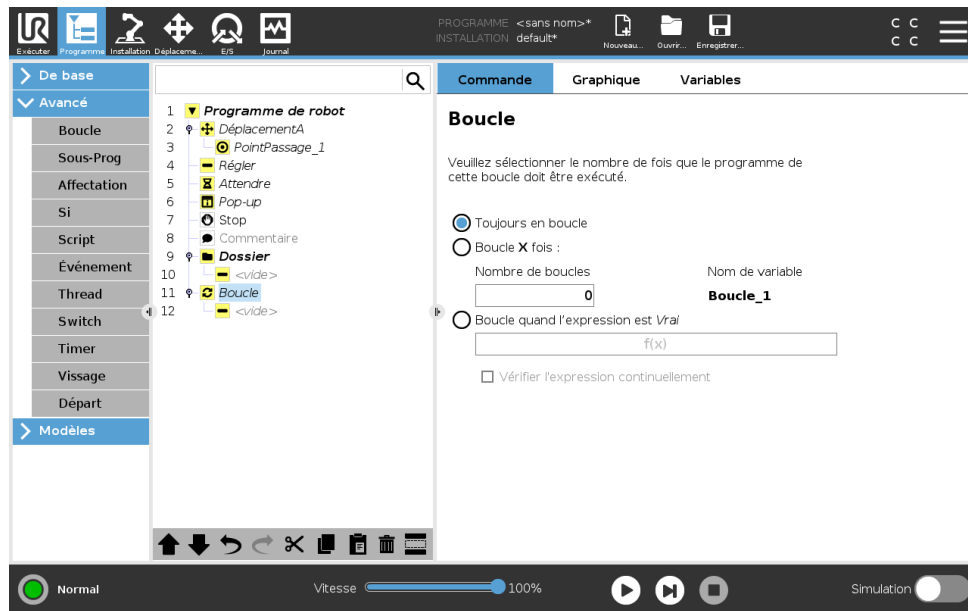 UR
Exécuter
Programme
Installation
Déplaceme...
E/S
Journal
PROGRAMME <sans nom>*
INSTALLATION default*
Nouveau...
Ouvrir...
Enregistrer...
C C
C C
De base
Avancé
Boucle
Sous-Prog
Affectation
Si
Script
Événement
Thread
Switch
Timer
Vissage
Départ
Modèles
1 Programme de robot
2 DéplacementA
3 PointPassage_1
4 Régler
5 Attendre
6 Pop-up
7 Stop
8 Commentaire
9 Dossier
10 <vide>
11 Boucle
12 <vide>
Commande Graphique Variables
Boucle
Veuillez sélectionner le nombre de fois que le programme de
cette boucle doit être exécuté.
Toujours en boucle
Boucle X fois :
Nombre de boucles Nom de variable
0 Boucle_1
Boucle quand l'expression est Vrai
f(x)
Vérifier l'expression continuellement
Normal
Vitesse 100%
Simulation